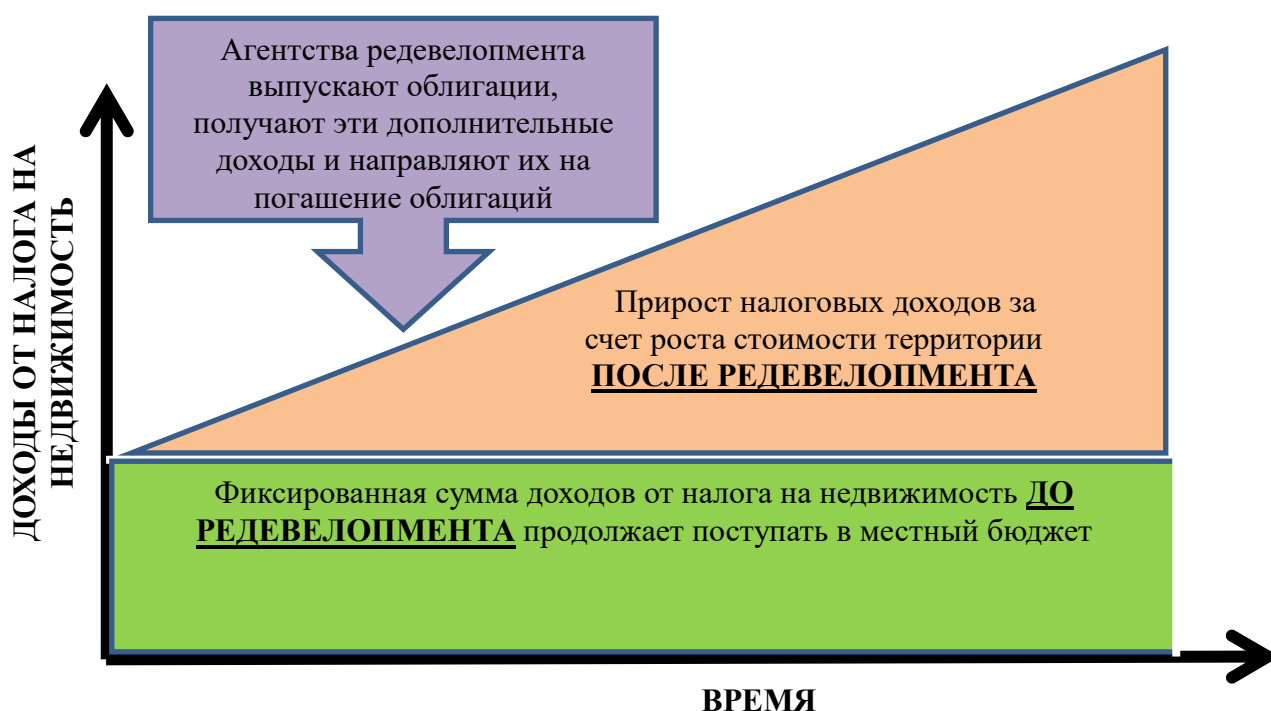 Агентства редевелопмента
выпускают облигации,
получают эти дополнительные
доходы и направляют их на
погашение облигаций
ДОХОДЫ ОТ НАЛОГА НА
НЕДВИЖИМОСТЬ
Прирост налоговых доходов за
счет роста стоимости территории
ПОСЛЕ РЕДЕВЕЛОПМЕНТА
Фиксированная сумма доходов от налога на недвижимость ДО
РЕДЕВЕЛОПМЕНТА продолжает поступать в местный бюджет
ВРЕМЯ